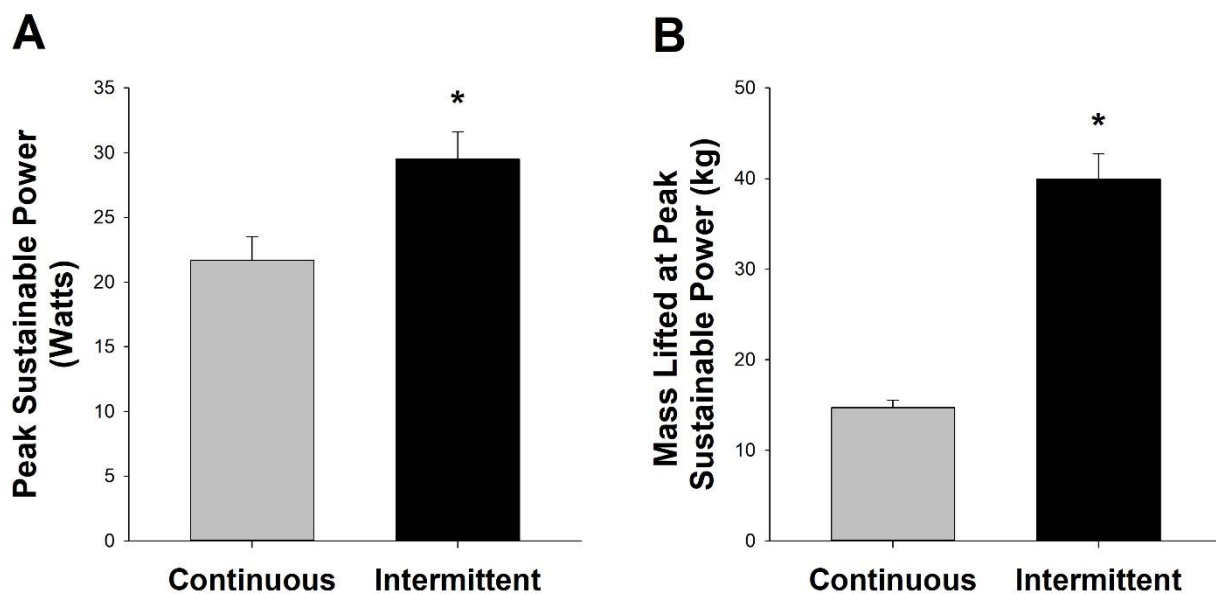 A
Peak Sustainable Power
(Watts)
35
30
25
20
15
10
5
0
*
Continuous
Intermittent
B
Mass Lifted at Peak
Sustainable Power (kg)
50
40
30
20
10
0
*
Continuous
Intermittent